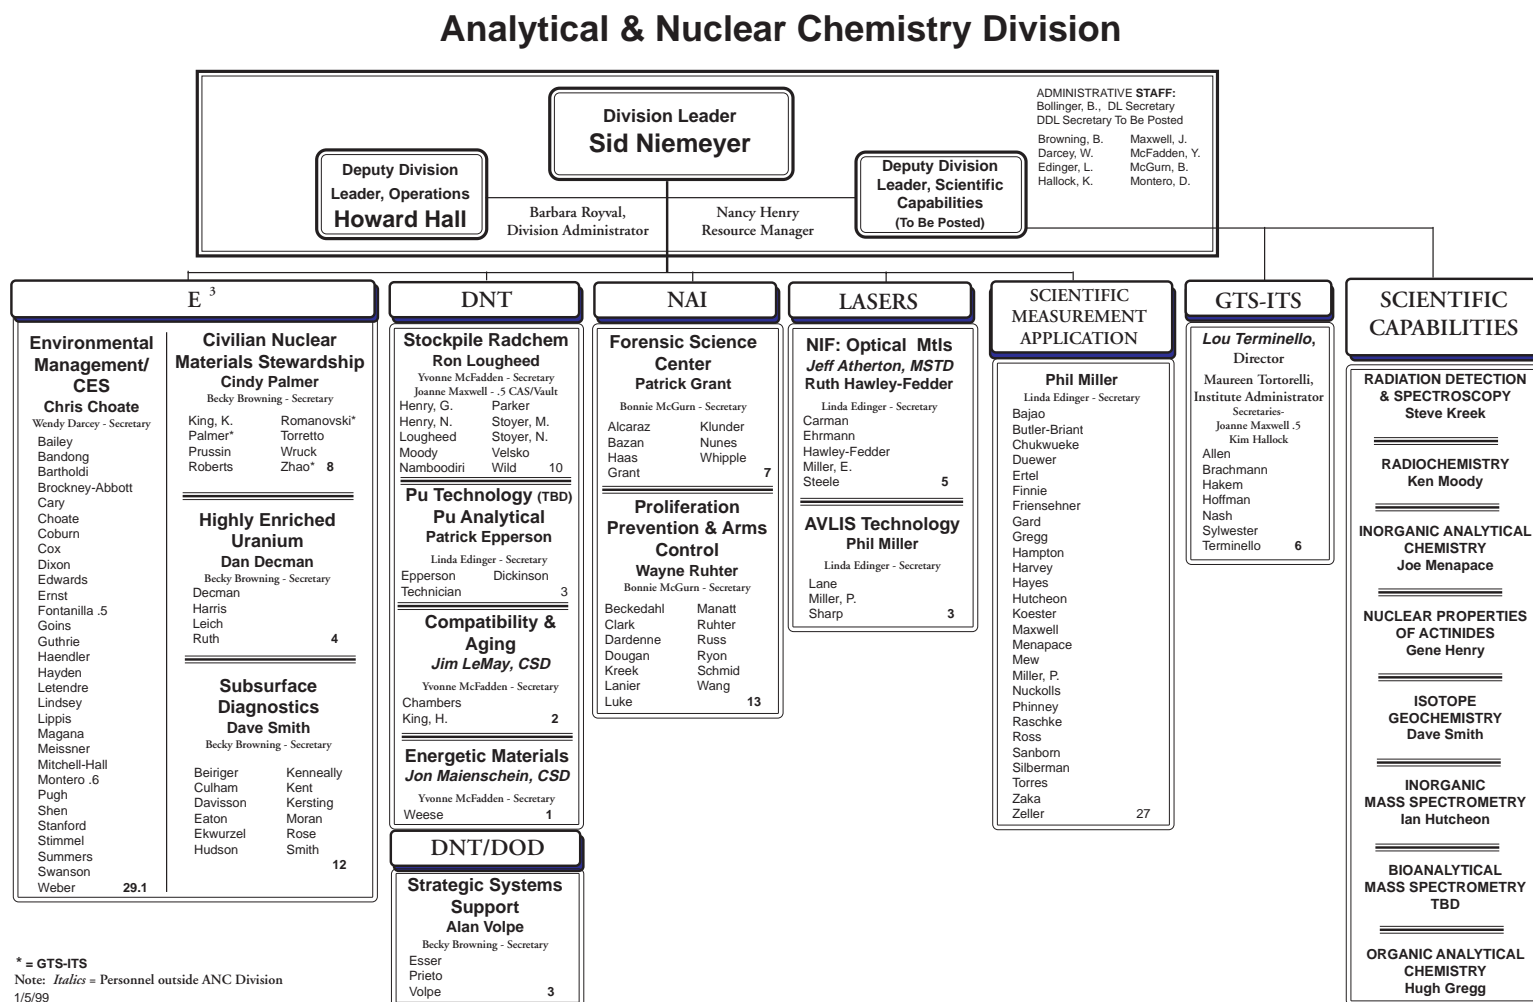 Analytical & Nuclear Chemistry Division
Division Leader
Sid Niemeyer
Deputy Division
Leader, Operations
Howard Hall
Barbara Royval,
Division Administrator
Nancy Henry
Resource Manager
Deputy Division
Leader, Scientific
Capabilities
(To Be Posted)
ADMINISTRATIVE STAFF:
Bollinger, B., DL Secretary
DDL Secretary To Be Posted
Browning, B. Maxwell, J.
Darcey, W. McFadden, Y.
Edinger, L. McGurn, B.
Hallock, K. Montero, D.
E 3
Environmental
Management/
CES
Chris Choate
Wendy Darcey - Secretary
Bailey
Bandong
Bartholdi
Brockney-Abbott
Cary
Choate
Coburn
Cox
Dixon
Edwards
Ernst
Fontanilla .5
Goins
Guthrie
Haendler
Hayden
Letendre
Lindsey
Lippis
Magana
Meissner
Mitchell-Hall
Montero .6
Pugh
Shen
Stanford
Stimmel
Summers
Swanson
Weber 29.1
Civilian Nuclear
Materials Stewardship
Cindy Palmer
Becky Browning - Secretary
King, K. Romanovski*
Palmer* Torretto
Prussin Wruck
Roberts Zhao* 8
Highly Enriched
Uranium
Dan Decman
Becky Browning - Secretary
Decman
Harris
Leich
Ruth 4
Subsurface
Diagnostics
Dave Smith
Becky Browning - Secretary
Beiriger Kenneally
Culham Kent
Davisson Kersting
Eaton Moran
Ekwurzel Rose
Hudson Smith
12
DNT
Stockpile Radchem
Ron Lougheed
Yvonne McFadden - Secretary
Joanne Maxwell - .5 CAS/Vault
Henry, G. Parker
Henry, N. Stoyer, M.
Lougheed Stoyer, N.
Moody Velsko
Namboodiri Wild 10
Pu Technology (TBD)
Pu Analytical
Patrick Epperson
Linda Edinger - Secretary
Epperson Dickinson
Technician 3
Compatibility &
Aging
Jim LeMay, CSD
Yvonne McFadden - Secretary
Chambers
King, H. 2
Energetic Materials
Jon Maienschein, CSD
Yvonne McFadden - Secretary
Weese 1
DNT/DOD
Strategic Systems
Support
Alan Volpe
Becky Browning - Secretary
Esser
Prieto
Volpe 3
NAI
Forensic Science
Center
Patrick Grant
Bonnie McGurn - Secretary
Alcaraz Klunder
Bazan Nunes
Haas Whipple
Grant 7
Proliferation
Prevention & Arms
Control
Wayne Ruhter
Bonnie McGurn - Secretary
Beckedahl Manatt
Clark Ruhter
Dardenne Russ
Dougan Ryon
Kreek Schmid
Lanier Wang
Luke 13
LASERS
NIF: Optical Mtls
Jeff Atherton, MSTD
Ruth Hawley-Fedder
Linda Edinger - Secretary
Carman
Ehrmann
Hawley-Fedder
Miller, E.
Steele 5
AVLIS Technology
Phil Miller
Linda Edinger - Secretary
Lane
Miller, P.
Sharp 3
SCIENTIFIC
MEASUREMENT
APPLICATION
Phil Miller
Linda Edinger - Secretary
Bajao
Butler-Briant
Chukwueke
Duewer
Ertel
Finnie
Friensehner
Gard
Gregg
Hampton
Harvey
Hayes
Hutcheon
Koester
Maxwell
Menapace
Mew
Miller, P.
Nuckolls
Phinney
Raschke
Ross
Sanborn
Silberman
Torres
Zaka
Zeller 27
GTS-ITS
Lou Terminello,
Director
Maureen Tortorelli,
Institute Administrator
Secretaries-
Joanne Maxwell .5
Kim Hallock
Allen
Brachmann
Hakem
Hoffman
Nash
Sylwester
Terminello 6
SCIENTIFIC
CAPABILITIES
RADIATION DETECTION
& SPECTROSCOPY
Steve Kreek
RADIOCHEMISTRY
Ken Moody
INORGANIC ANALYTICAL
CHEMISTRY
Joe Menapace
NUCLEAR PROPERTIES
OF ACTINIDES
Gene Henry
ISOTOPE
GEOCHEMISTRY
Dave Smith
INORGANIC
MASS SPECTROMETRY
Ian Hutcheon
BIOANALYTICAL
MASS SPECTROMETRY
TBD
ORGANIC ANALYTICAL
CHEMISTRY
Hugh Gregg
* = GTS-ITS
Note: Italics = Personnel outside ANC Division
1/5/99